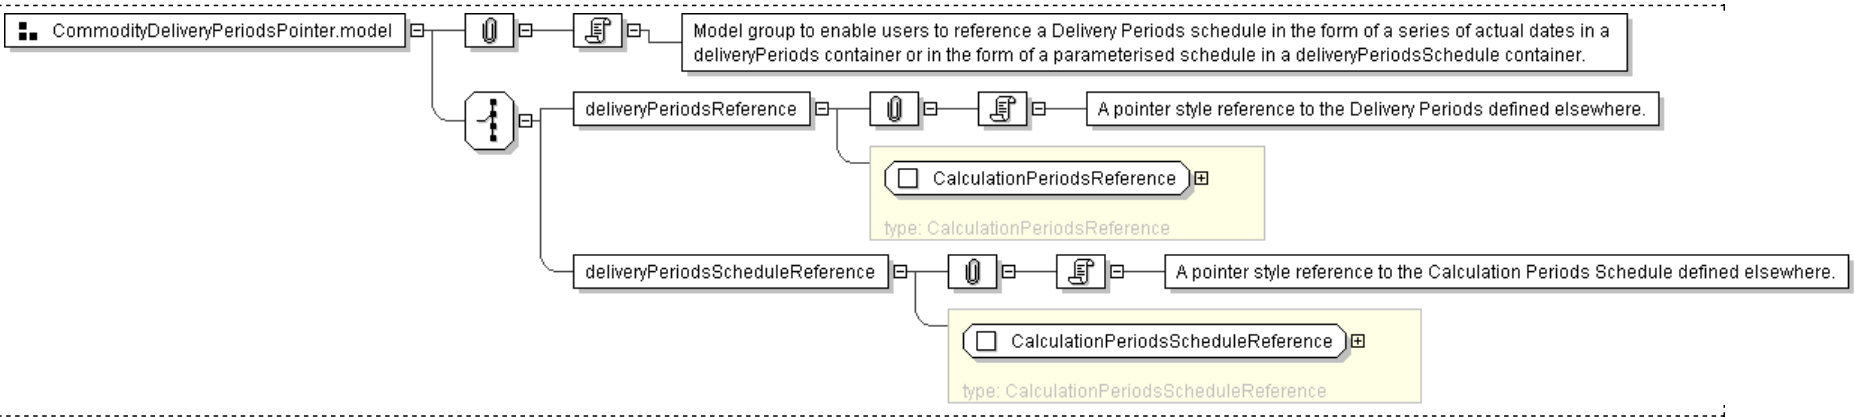 CommodityDeliveryPeriodsPointer.model
Model group to enable users to reference a Delivery Periods schedule in the form of a series of actual dates in a
deliveryPeriods container or in the form of a parameterised schedule in a deliveryPeriodsSchedule container.
deliveryPeriodsReference
A pointer style reference to the Delivery Periods defined elsewhere.
CalculationPeriodsReference
type: CalculationPeriodsReference
deliveryPeriodsScheduleReference
A pointer style reference to the Calculation Periods Schedule defined elsewhere.
CalculationPeriodsScheduleReference
type: CalculationPeriodsScheduleReference